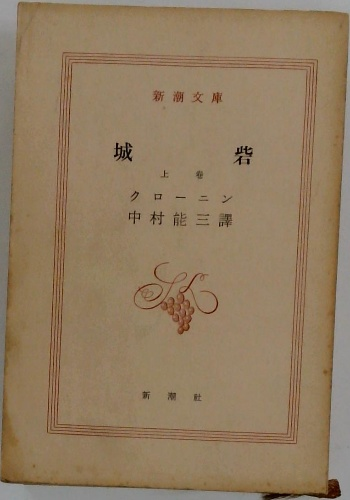 新潮文庫
城砦
上巻
クローニン
中村能三譯
新潮社